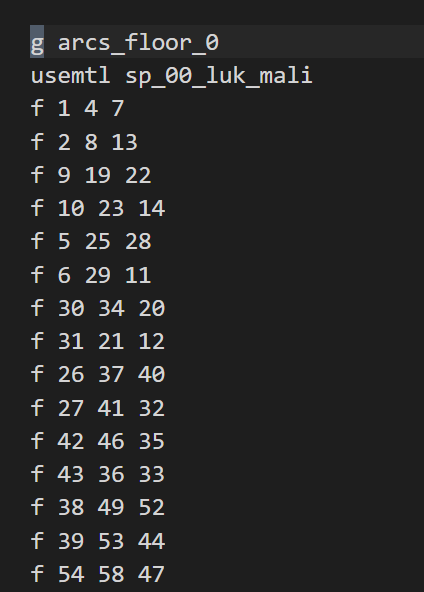 g arcs_floor_0
usemtl sp_00_luk_mali
f 1 4 7
f 2 8 13
f 9 19 22
f 10 23 14
f 5 25 28
f 6 29 11
f 30 34 20
f 31 21 12
f 26 37 40
f 27 41 32
f 42 46 35
f 43 36 33
f 38 49 52
f 39 53 44
f 54 58 47